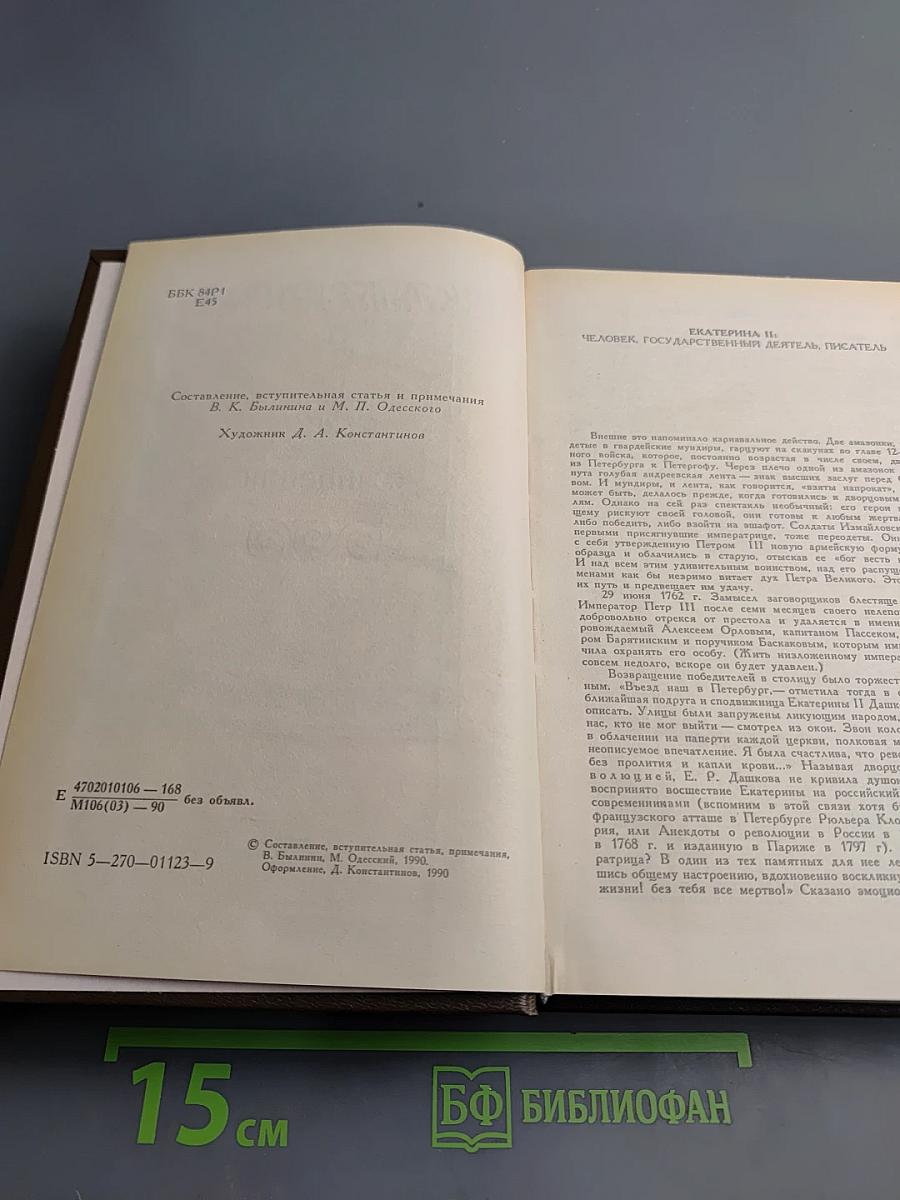 ББК 84Р1
Е45
Составление, вступительная статья и примечания
В. К. Былинина и М. П. Одесского
Художник Д. А. Константинов
Е 4702010106—168
М106(03)—90 без объявл.
ISBN 5—270—01123—9
© Составление, вступительная статья, примечания,
В. Былинин, М. Одесский, 1990.
Оформление, Д. Константинов, 1990
ЕКАТЕРИНА II:
ЧЕЛОВЕК, ГОСУДАРСТВЕННЫЙ ДЕЯТЕЛЬ, ПИСАТЕЛЬ
Внешне это напоминало карнавальное действо. Две амазонки,
детые в гвардейские мундиры, гарцуют на скакунах во главе 12-
ного войска, которое, постоянно возрастая в числе своем, дв
из Петербурга к Петергофу. Через плечо одной из амазонок
нута голубая андреевская лента — знак высших заслуг перед
вом. И мундиры, и лента, как говорится, «взяты напрокат»,
может быть, делалось прежде, когда готовились к дворцовым
лям. Однако на сей раз спектакль необычный: его герои п
щему рискуют своей головой, они готовы к любым жертва
либо победить, либо взойти на эшафот. Солдаты Измайловск
первыми присягнувшие императрице, тоже переодеты. Они
с себя утвержденную Петром III новую армейскую форму
образца и облачились в старую, отыскав ее «бог весть
И над всем этим удивительным воинством, над его распуще
менами как бы незримо витает дух Петра Великого. Это
их путь и предвещает им удачу.
29 июня 1762 г. Замысел заговорщиков блестяще
Император Петр III после семи месяцев своего нелепо
добровольно отрекся от престола и удаляется в имени
ровождаемый Алексеем Орловым, капитаном Пассеком,
ром Барятинским и поручиком Баскаковым, которым им
чила охранять его особу. (Жить низложенному импера
совсем недолго, вскоре он будет удавлен.)
Возвращение победителей в столицу было торжест
ным. «Въезд наш в Петербург,— отметила тогда в с
ближайшая подруга и сподвижница Екатерины II Дашк
описать. Улицы были запружены ликующим народом,
нас, кто не мог выйти — смотрел из окон. Звон коло
в облачении на паперти каждой церкви, полковая м
неописуемое впечатление. Я была счастлива, что рев
без пролития и капли крови...» Называя дворцо
волюцией, Е. Р. Дашкова не кривила душой
воспринято восшествие Екатерины на российский
современниками (вспомним в этой связи хотя б
французского атташе в Петербурге Рюльера Кло
рия, или Анекдоты о революции в России в
в 1768 г. и изданную в Париже в 1797 г).
ратрица? В один из тех памятных для нее ле
шись общему настроению, вдохновенно воскликну
жизни! без тебя все мертво!» Сказано эмоцио
15 см
БФ БИБЛИОФАН